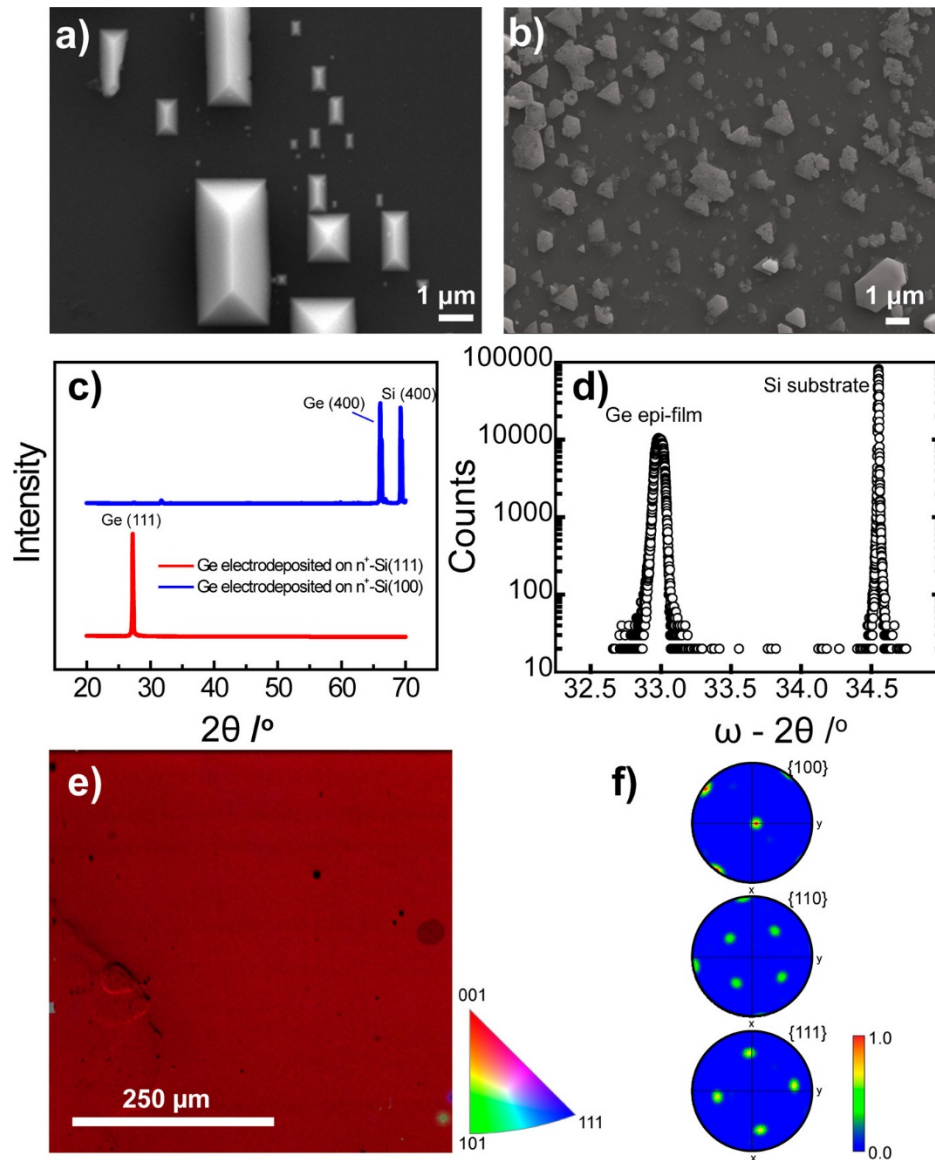 a)
1 μm
b)
1 μm
c)
Intensity
Ge (400)
Si (400)
Ge (111)
Ge electrodeposited on n⁺-Si(111)
Ge electrodeposited on n⁺-Si(100)
20 30 40 50 60 70
2θ /º
d)
Counts
100000
10000
1000
100
10
Ge epi-film
Si substrate
32.5 33.0 33.5 34.0 34.5
ω - 2θ /º
e)
250 μm
001
101
111
f)
{100}
y
x
{110}
y
x
{111}
y
x
1.0
0.0